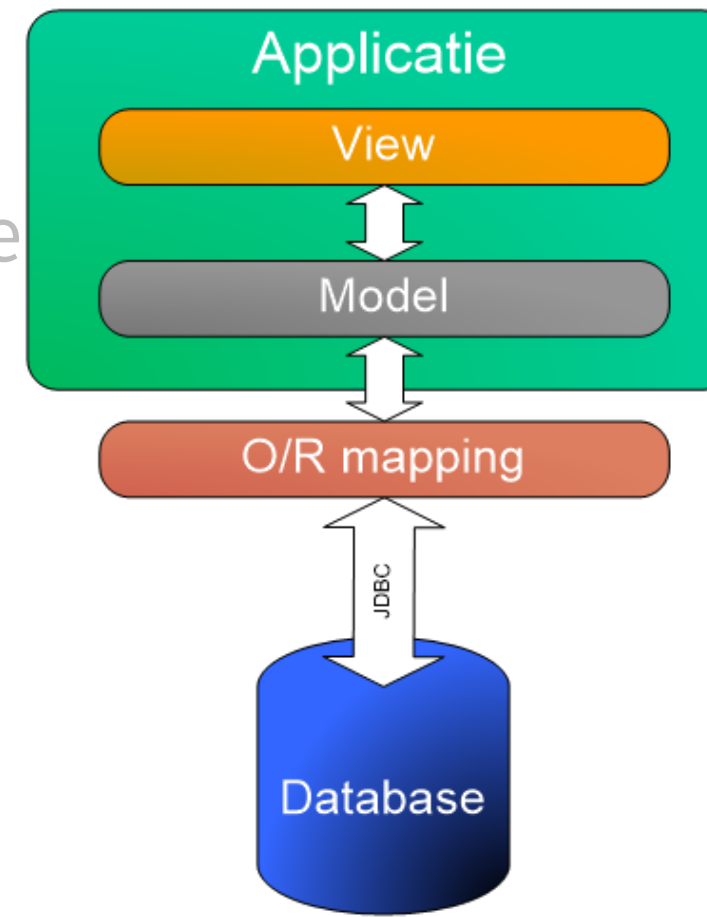 Applicatie
View
e
Model
O/R mapping
JDBC
Database